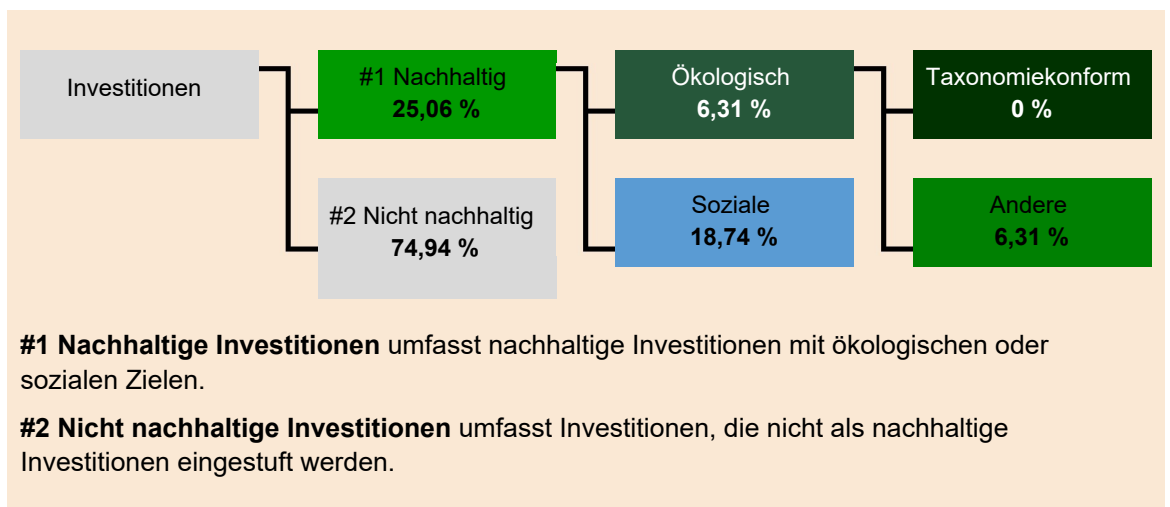 Investitionen
#1 Nachhaltig
25,06 %
Ökologisch
6,31 %
Taxonomiekonform
0 %
#2 Nicht nachhaltig
74,94 %
Soziale
18,74 %
Andere
6,31 %
#1 Nachhaltige Investitionen umfasst nachhaltige Investitionen mit ökologischen oder
sozialen Zielen.
#2 Nicht nachhaltige Investitionen umfasst Investitionen, die nicht als nachhaltige
Investitionen eingestuft werden.